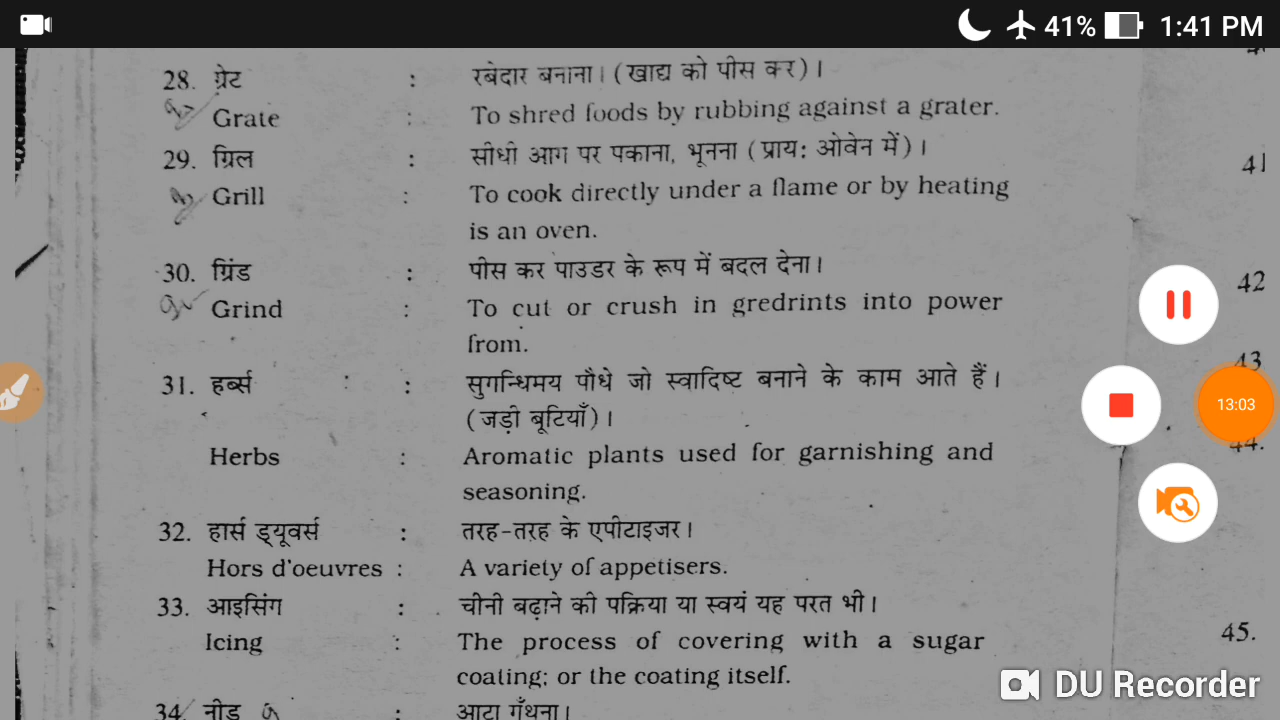 41% 1:41 PM
28. ग्रेट : रबेदार बनाना। (खाद्य को पीस कर)।
Grate : To shred foods by rubbing against a grater.
29. ग्रिल : सीधी आग पर पकाना, भूनना (प्राय: ओवेन में)।
41
Grill : To cook directly under a flame or by heating
is an oven.
30. ग्रिंड : पीस कर पाउडर के रूप में बदल देना।
42
Grind : To cut or crush in gredrints into power
from.
43
31. हर्ब्स : सुगन्धिमय पौधे जो स्वादिष्ट बनाने के काम आते हैं।
13:03
(जड़ी बूटियाँ)।
44.
Herbs : Aromatic plants used for garnishing and
seasoning.
32. हार्स ड्यूवर्स : तरह-तरह के एपीटाइजर।
Hors d'oeuvres : A variety of appetisers.
33. आइसिंग : चीनी बढ़ाने की पक्रिया या स्वयं यह परत भी।
45.
Icing : The process of covering with a sugar
coating; or the coating itself.
DU Recorder
34 नीड : आटा गूँथना।